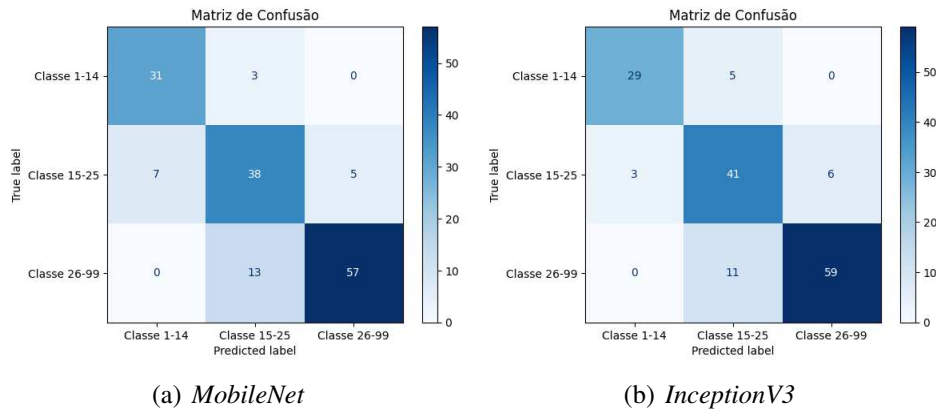 Matriz de Confusão
Classe 1-14
Classe 15-25
Classe 26-99
True label
31 3 0
7 38 5
0 13 57
Classe 1-14 Classe 15-25 Classe 26-99
Predicted label
50
40
30
20
10
0
(a) MobileNet
Matriz de Confusão
Classe 1-14
Classe 15-25
Classe 26-99
True label
29 5 0
3 41 6
0 11 59
Classe 1-14 Classe 15-25 Classe 26-99
Predicted label
50
40
30
20
10
0
(b) InceptionV3